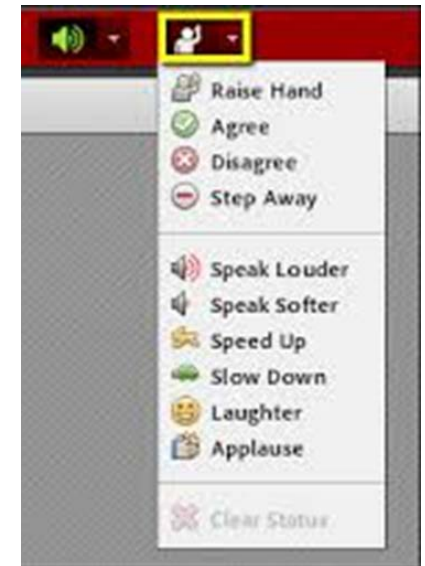 Raise Hand
Agree
Disagree
Step Away
Speak Louder
Speak Softer
Speed Up
Slow Down
Laughter
Applause
Clear Status